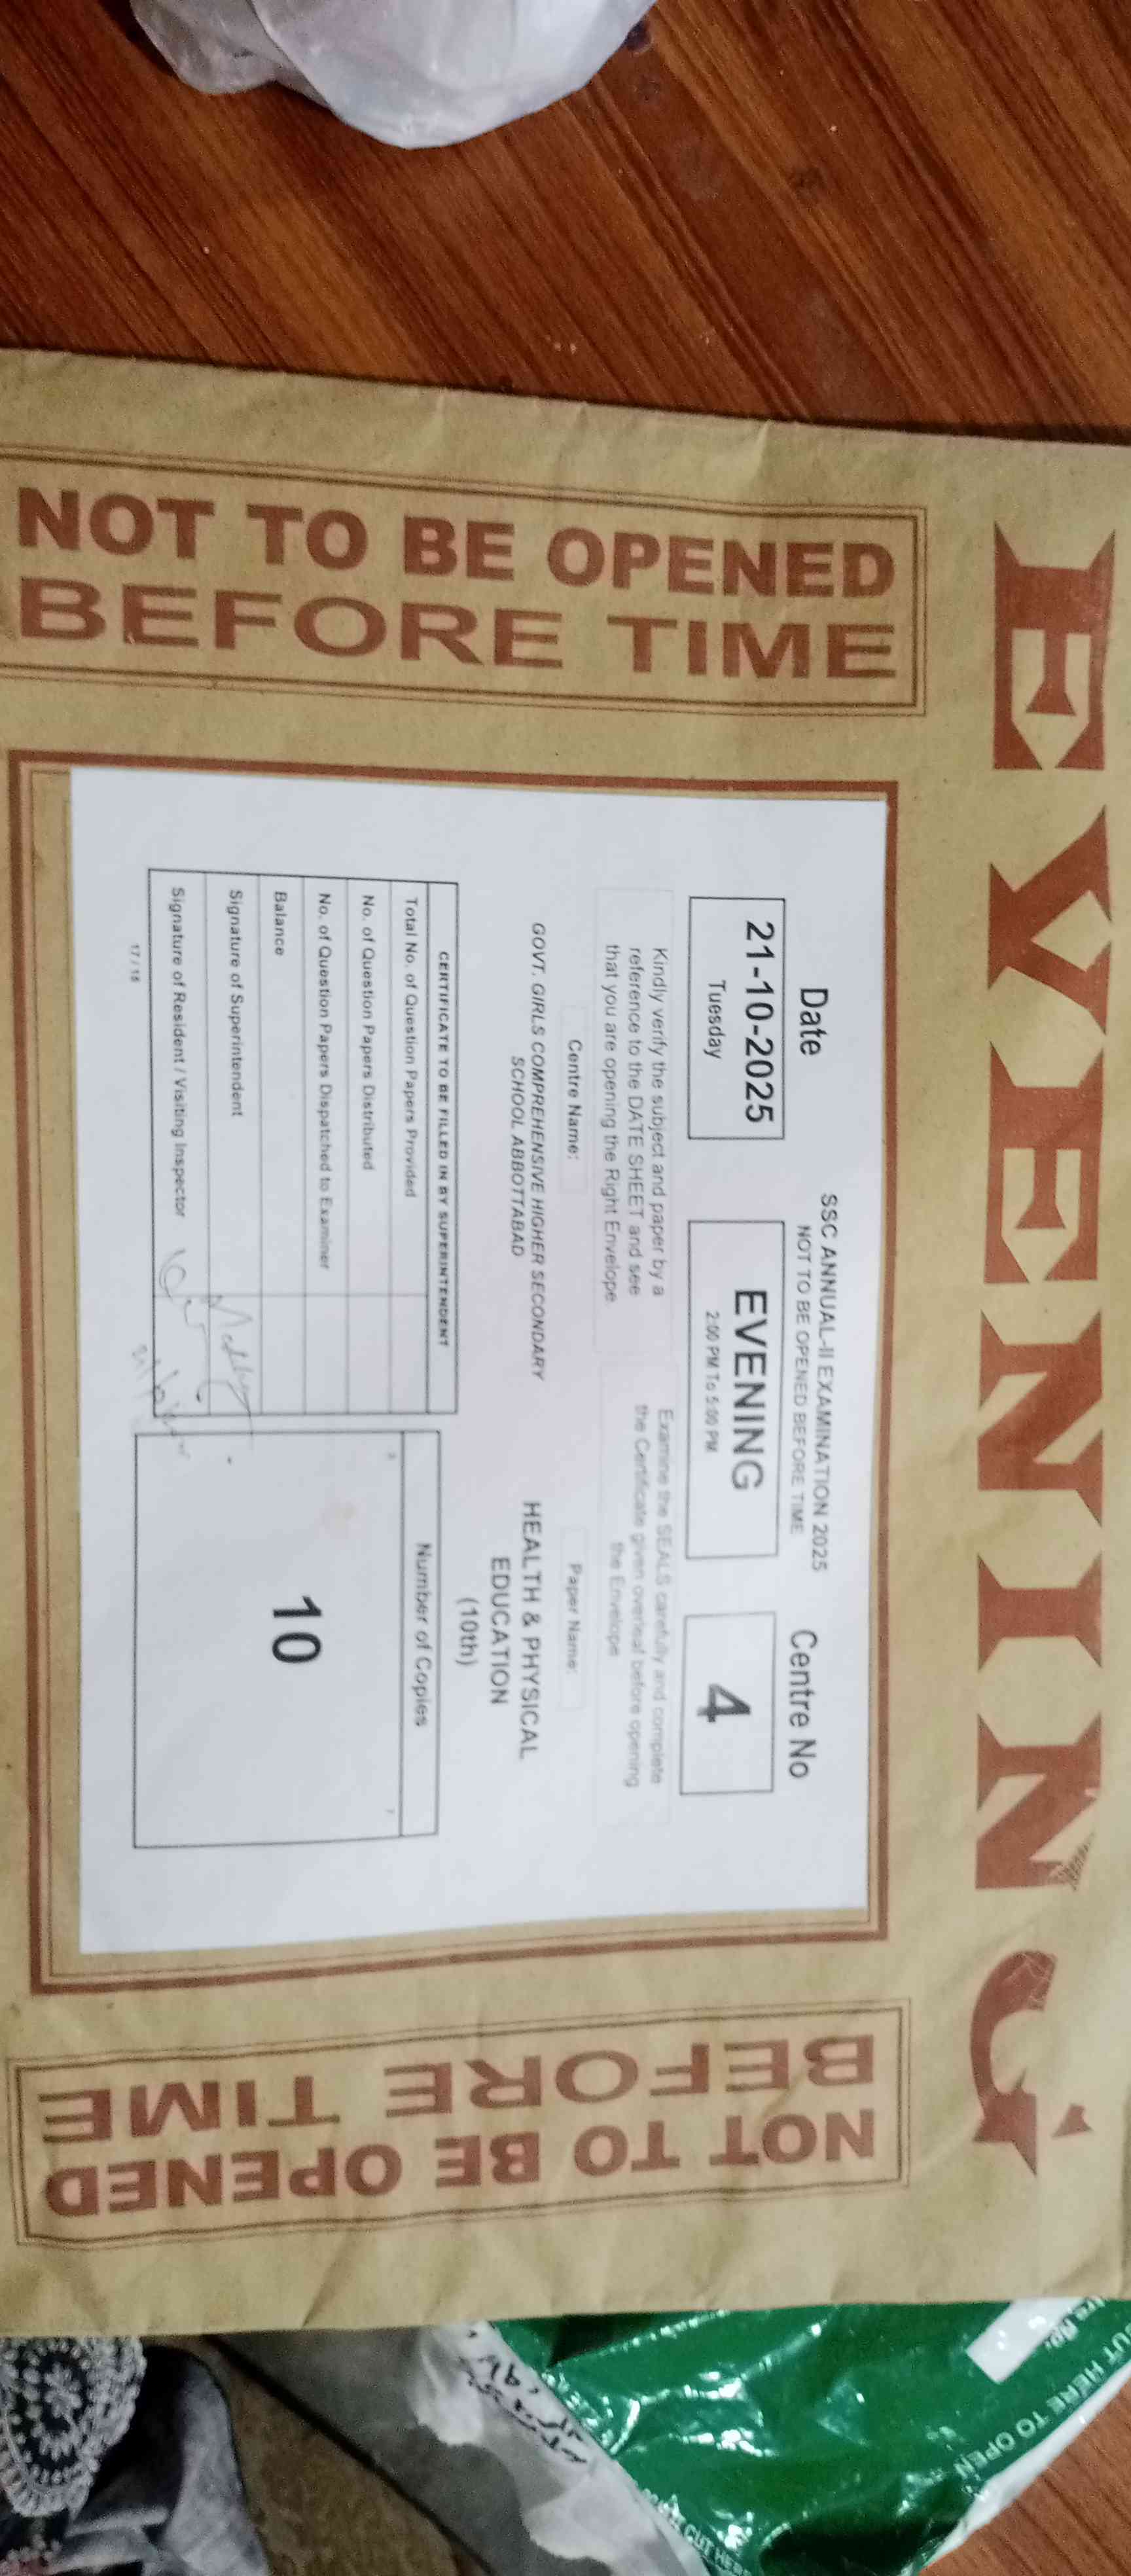 EVENING
NOT TO BE OPENED
BEFORE TIME
SSC ANNUAL-II EXAMINATION 2025
NOT TO BE OPENED BEFORE TIME
Date
21-10-2025
Tuesday
EVENING
2:00 PM To 5:00 PM
Centre No
4
Kindly verify the subject and paper by a
reference to the DATE SHEET and see
that you are opening the Right Envelope
Examine the SEALS carefully and complete
the Certificate given overleaf before opening
the Envelope
Centre Name:
GOVT. GIRLS COMPREHENSIVE HIGHER SECONDARY
SCHOOL ABBOTTABAD
Paper Name:
HEALTH & PHYSICAL
EDUCATION
(10th)
CERTIFICATE TO BE FILLED IN BY SUPERINTENDENT
Total No. of Question Papers Provided
No. of Question Papers Distributed
No. of Question Papers Dispatched to Examiner
Balance
Signature of Superintendent
Signature of Resident / Visiting Inspector
Number of Copies
10
17 / 18
NOT TO BE OPENED
BEFORE TIME
CUT HERE TO OPEN
CUT HERE